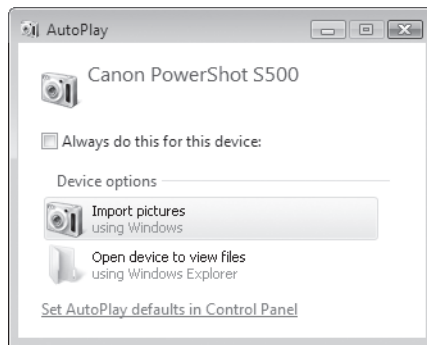 AutoPlay
Canon PowerShot S500
Always do this for this device:
Device options
Import pictures
using Windows
Open device to view files
using Windows Explorer
Set AutoPlay defaults in Control Panel